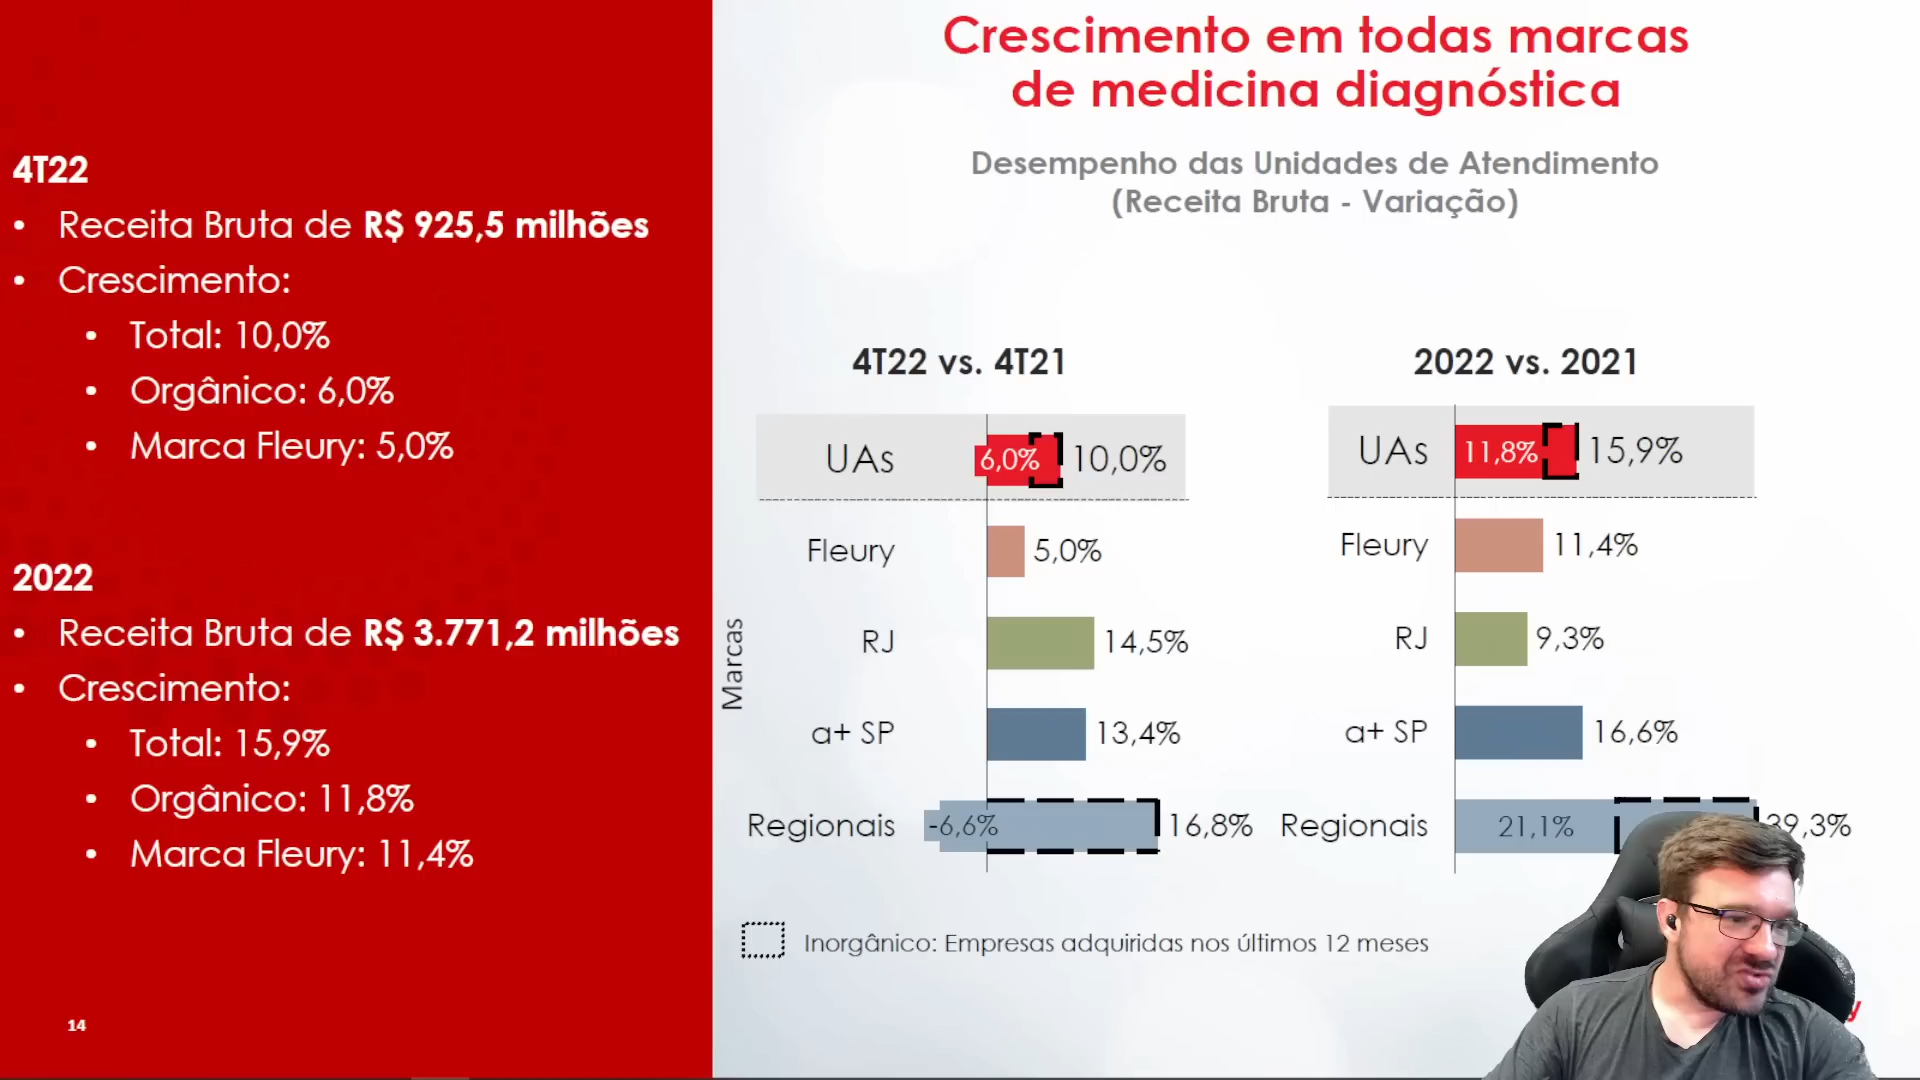 4T22
• Receita Bruta de R$ 925,5 milhões
• Crescimento:
• Total: 10,0%
• Orgânico: 6,0%
• Marca Fleury: 5,0%
2022
• Receita Bruta de R$ 3.771,2 milhões
• Crescimento:
• Total: 15,9%
• Orgânico: 11,8%
• Marca Fleury: 11,4%
14
Crescimento em todas marcas
de medicina diagnóstica
Desempenho das Unidades de Atendimento
(Receita Bruta - Variação)
4T22 vs. 4T21
Marcas
UAs 6,0% 10,0%
Fleury 5,0%
RJ 14,5%
a+ SP 13,4%
Regionais -6,6% 16,8%
2022 vs. 2021
UAs 11,8% 15,9%
Fleury 11,4%
RJ 9,3%
a+ SP 16,6%
Regionais 21,1% 39,3%
Inorgânico: Empresas adquiridas nos últimos 12 meses